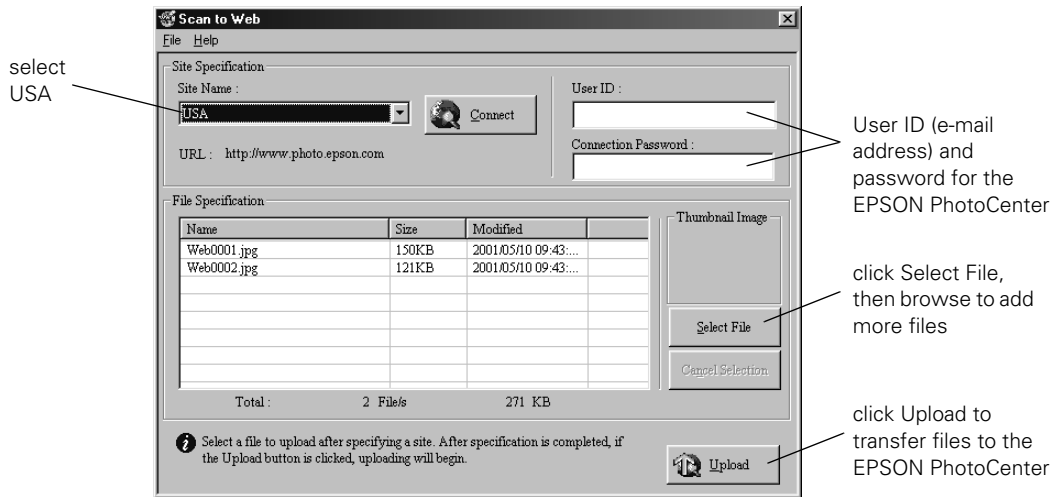 Scan to Web
File Help
select
USA
Site Specification
Site Name :
USA
Connect
URL : http://www.photo.epson.com
User ID :
Connection Password :
User ID (e-mail
address) and
password for the
EPSON PhotoCenter
File Specification
Name Size Modified
Web0001.jpg 150KB 2001/05/10 09:43:...
Web0002.jpg 121KB 2001/05/10 09:43:...
Total : 2 File/s 271 KB
Thumbnail Image
Select File
Cancel Selection
click Select File,
then browse to add
more files
Select a file to upload after specifying a site. After specification is completed, if
the Upload button is clicked, uploading will begin.
Upload
click Upload to
transfer files to the
EPSON PhotoCenter